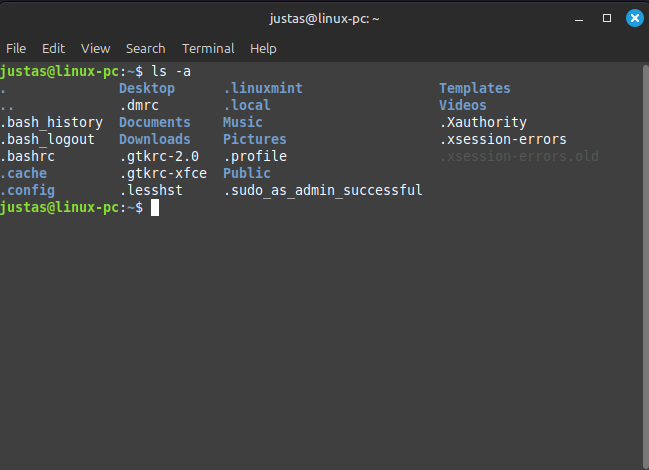 justas@linux-pc: ~
File Edit View Search Terminal Help
justas@linux-pc:~$ ls -a
. Desktop .linuxmint Templates
.. .dmrc .local Videos
.bash_history Documents Music .Xauthority
.bash_logout Downloads Pictures .xsession-errors
.bashrc .gtkrc-2.0 .profile .xsession-errors.old
.cache .gtkrc-xfce Public
.config .lesshst .sudo_as_admin_successful
justas@linux-pc:~$